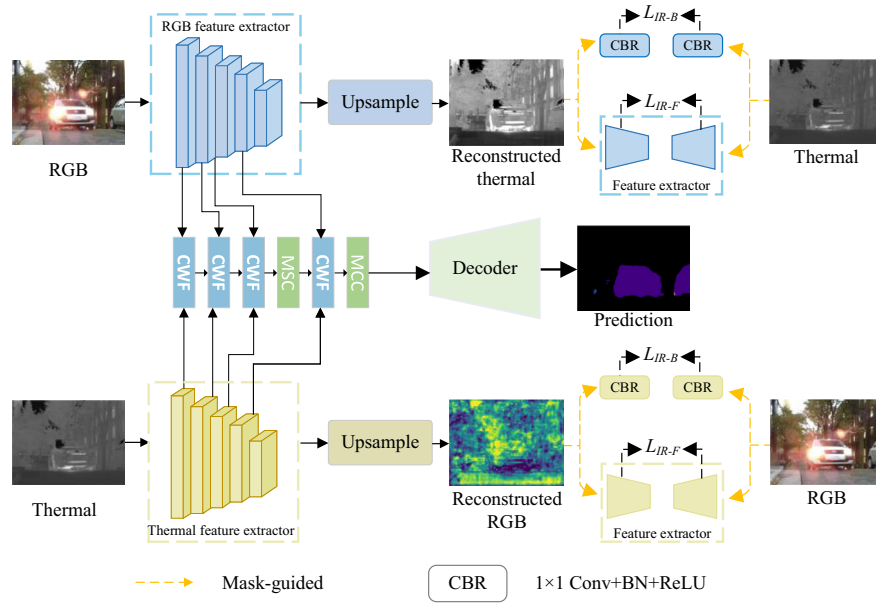 RGB feature extractor
L_IR-B
CBR CBR
Upsample
L_IR-F
RGB
Reconstructed
thermal
Feature extractor
Thermal
CWF CWF CWF MSC CWF MCC
Decoder
Prediction
L_IR-B
CBR CBR
Upsample
L_IR-F
Thermal
Thermal feature extractor
Reconstructed
RGB
Feature extractor
RGB
Mask-guided
CBR
1×1 Conv+BN+ReLU